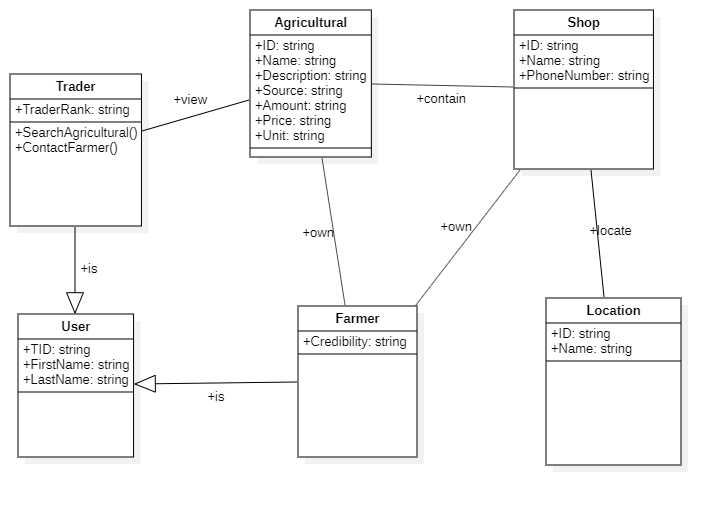 Agricultural
+ID: string
+Name: string
+Description: string
+Source: string
+Amount: string
+Price: string
+Unit: string
Shop
+ID: string
+Name: string
+PhoneNumber: string
Trader
+TraderRank: string
+SearchAgricultural()
+ContactFarmer()
+view
+contain
+own
+own
+locate
+is
User
+TID: string
+FirstName: string
+LastName: string
+is
Farmer
+Credibility: string
Location
+ID: string
+Name: string